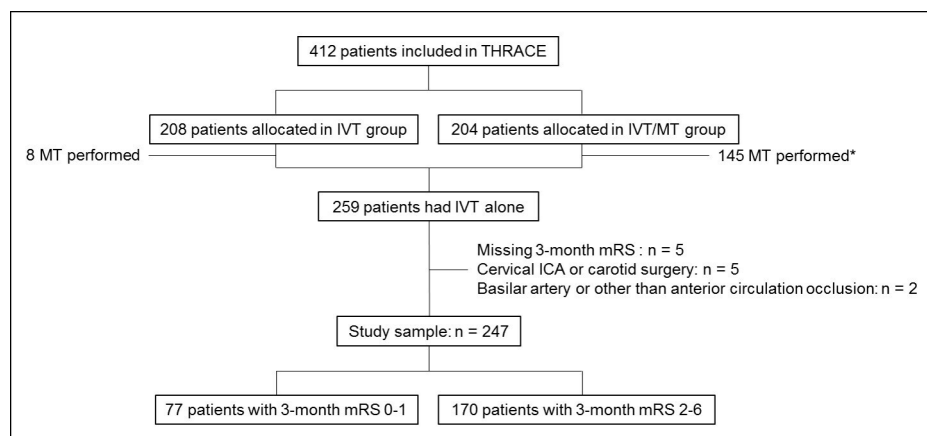 412 patients included in THRACE
208 patients allocated in IVT group
204 patients allocated in IVT/MT group
8 MT performed
145 MT performed*
259 patients had IVT alone
Missing 3-month mRS : n = 5
Cervical ICA or carotid surgery: n = 5
Basilar artery or other than anterior circulation occlusion: n = 2
Study sample: n = 247
77 patients with 3-month mRS 0-1
170 patients with 3-month mRS 2-6